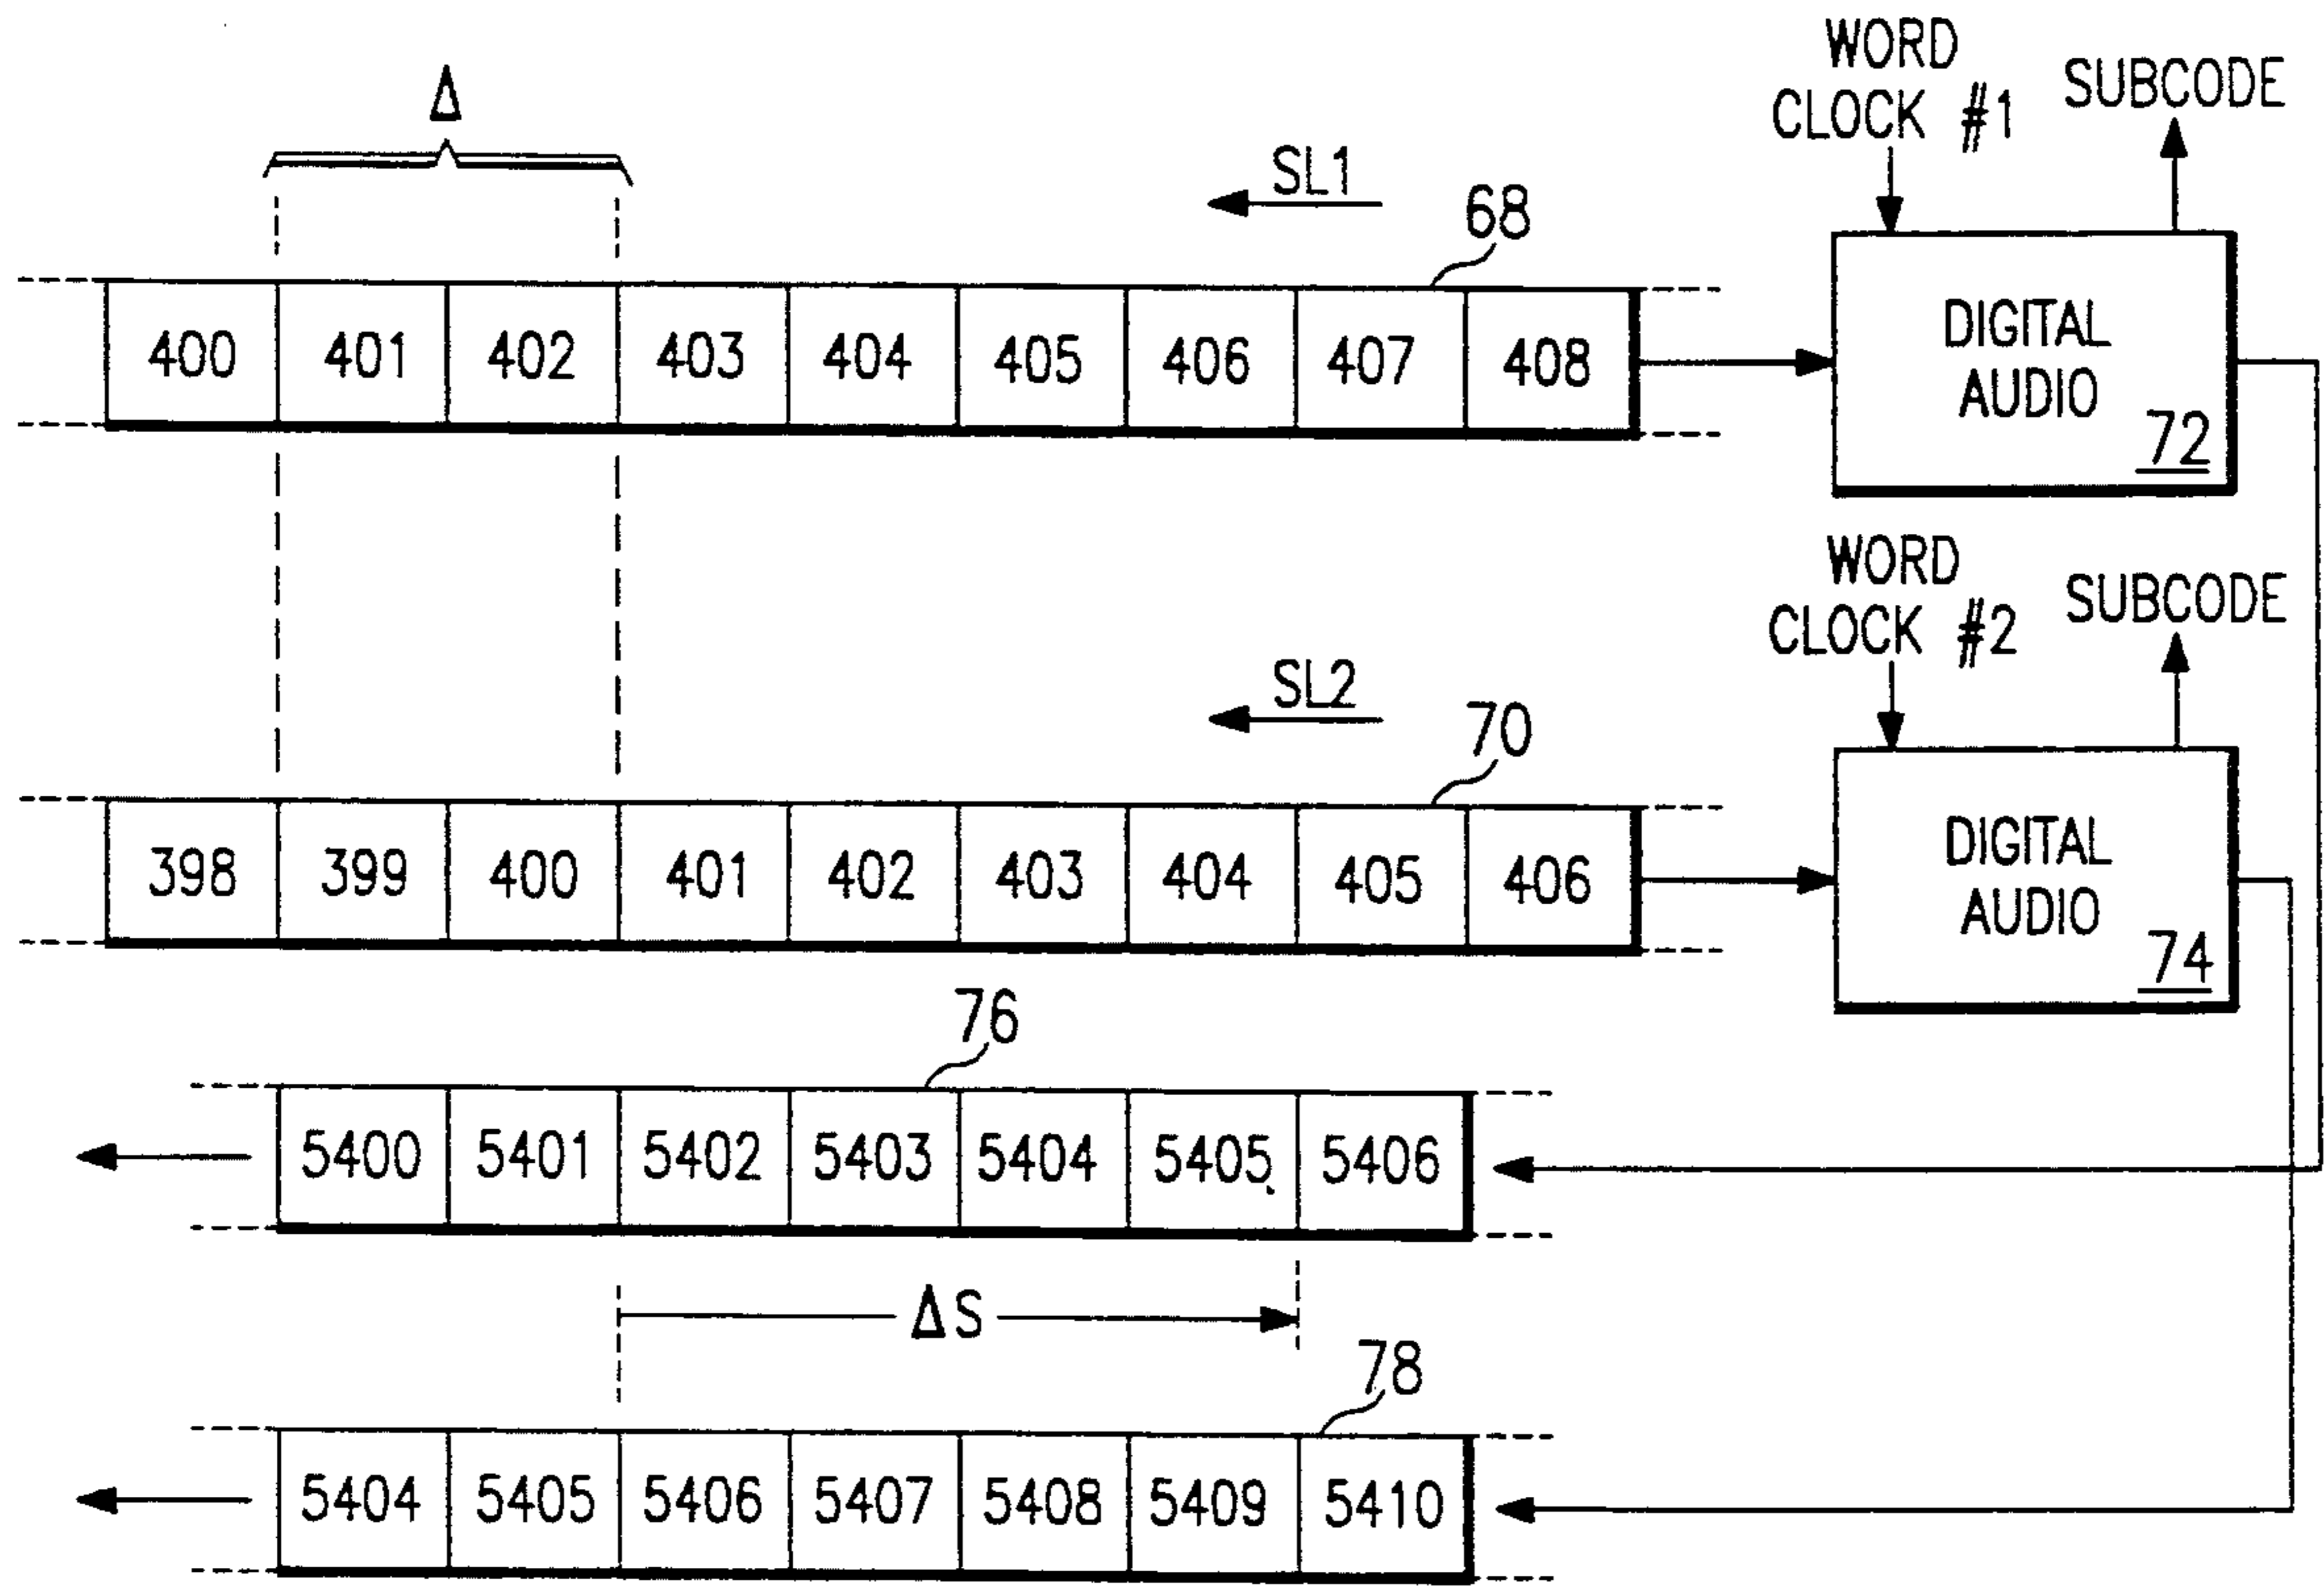 WORD
CLOCK #1
SUBCODE
Δ
SL1
68
400 401 402 403 404 405 406 407 408
DIGITAL
AUDIO
72
WORD
CLOCK #2
SUBCODE
SL2
70
398 399 400 401 402 403 404 405 406
DIGITAL
AUDIO
74
76
5400 5401 5402 5403 5404 5405 5406
ΔS
78
5404 5405 5406 5407 5408 5409 5410